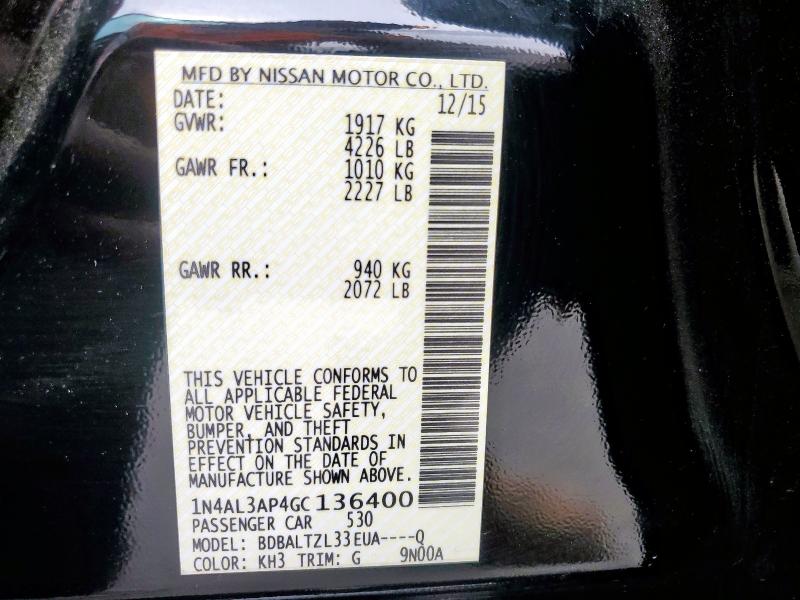 MFD BY NISSAN MOTOR CO., LTD.
DATE: 12/15
GVWR: 1917 KG
4226 LB
GAWR FR.: 1010 KG
2227 LB
GAWR RR.: 940 KG
2072 LB
THIS VEHICLE CONFORMS TO
ALL APPLICABLE FEDERAL
MOTOR VEHICLE SAFETY,
BUMPER, AND THEFT
PREVENTION STANDARDS IN
EFFECT ON THE DATE OF
MANUFACTURE SHOWN ABOVE.
1N4AL3AP4GC136400
PASSENGER CAR 530
MODEL: BDBALTZL33EUA----Q
COLOR: KH3 TRIM: G 9N00A